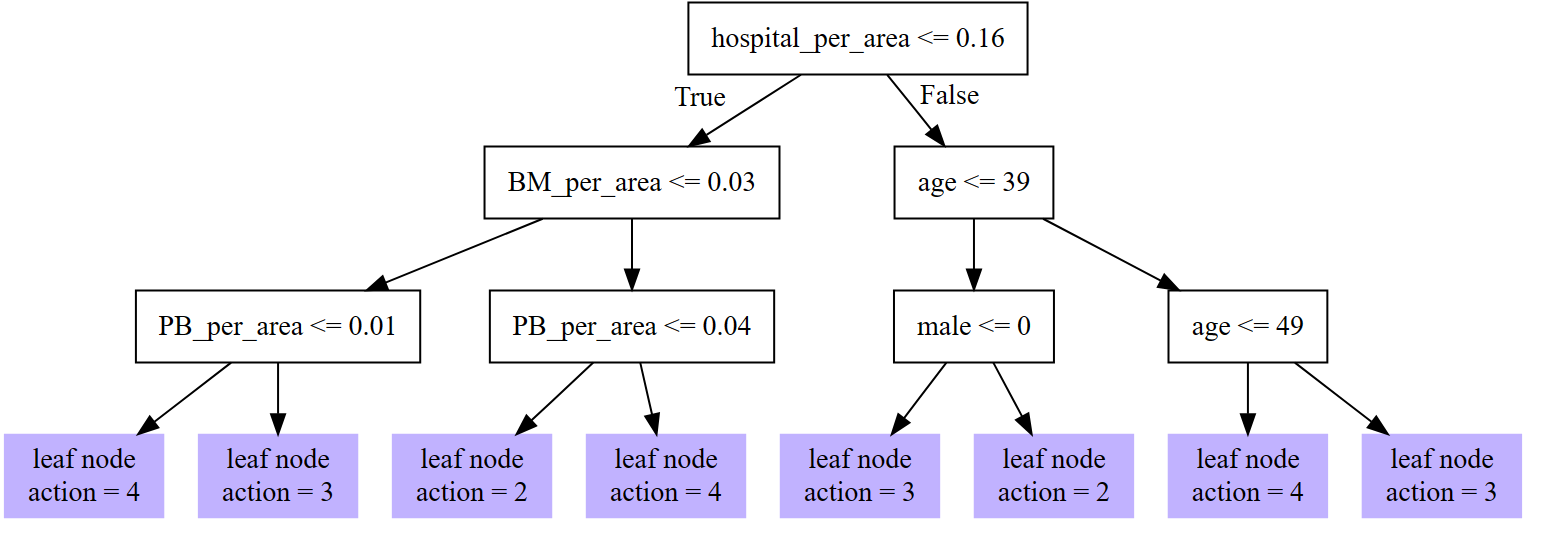 hospital_per_area <= 0.16
True
False
BM_per_area <= 0.03
age <= 39
PB_per_area <= 0.01
PB_per_area <= 0.04
male <= 0
age <= 49
leaf node
action = 4
leaf node
action = 3
leaf node
action = 2
leaf node
action = 4
leaf node
action = 3
leaf node
action = 2
leaf node
action = 4
leaf node
action = 3